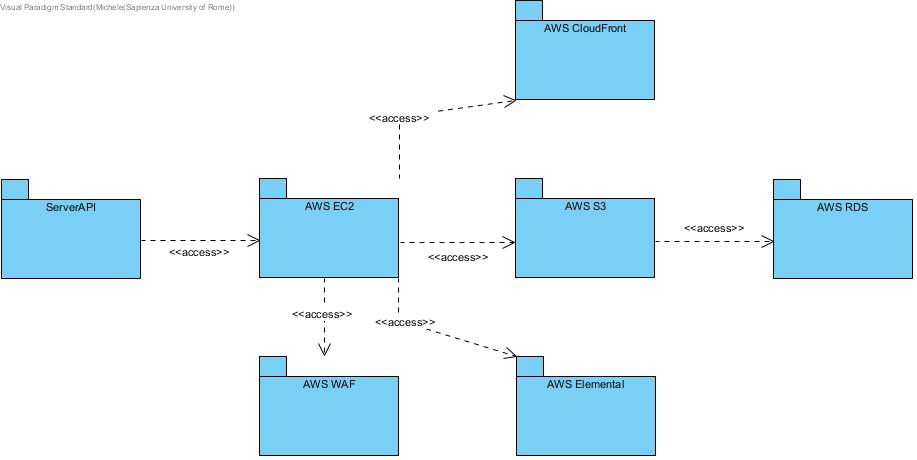 Visual Paradigm Standard(Michele(Sapienza University of Rome))
AWS CloudFront
<<access>>
ServerAPI
AWS EC2
AWS S3
AWS RDS
<<access>>
<<access>>
<<access>>
<<access>>
<<access>>
AWS WAF
AWS Elemental